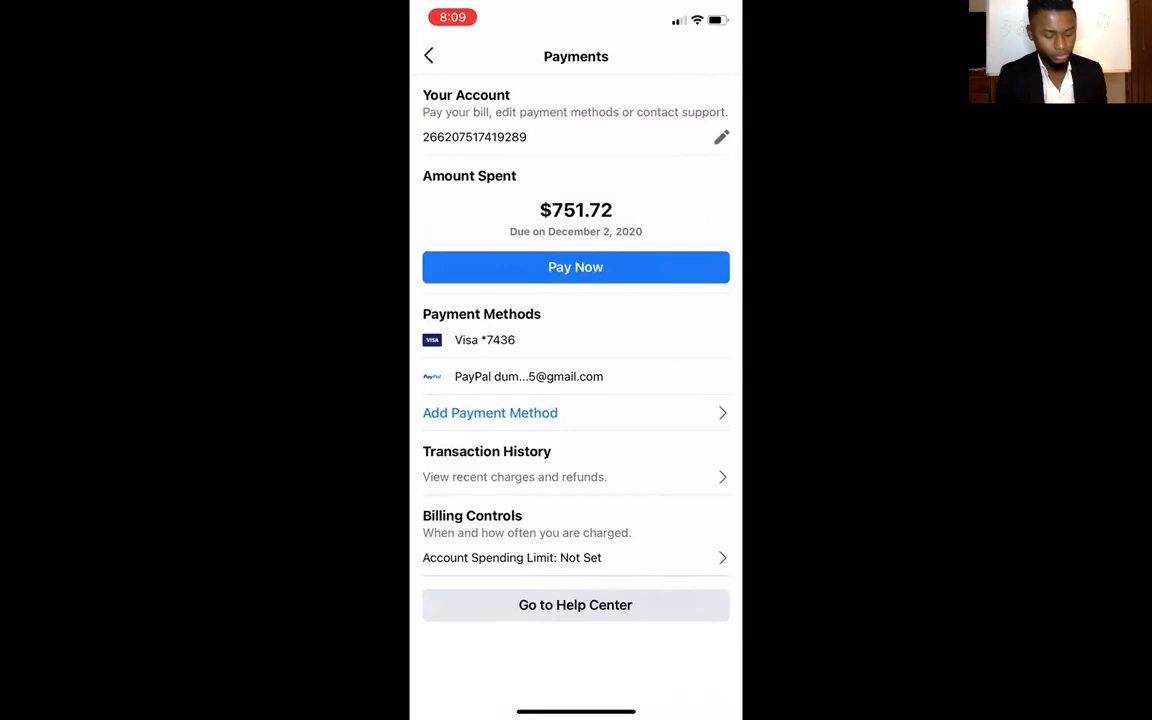 8:09
Payments
Your Account
Pay your bill, edit payment methods or contact support.
266207517419289
Amount Spent
$751.72
Due on December 2, 2020
Pay Now
Payment Methods
VISA Visa *7436
PayPal PayPal dum...5@gmail.com
Add Payment Method
Transaction History
View recent charges and refunds.
Billing Controls
When and how often you are charged.
Account Spending Limit: Not Set
Go to Help Center